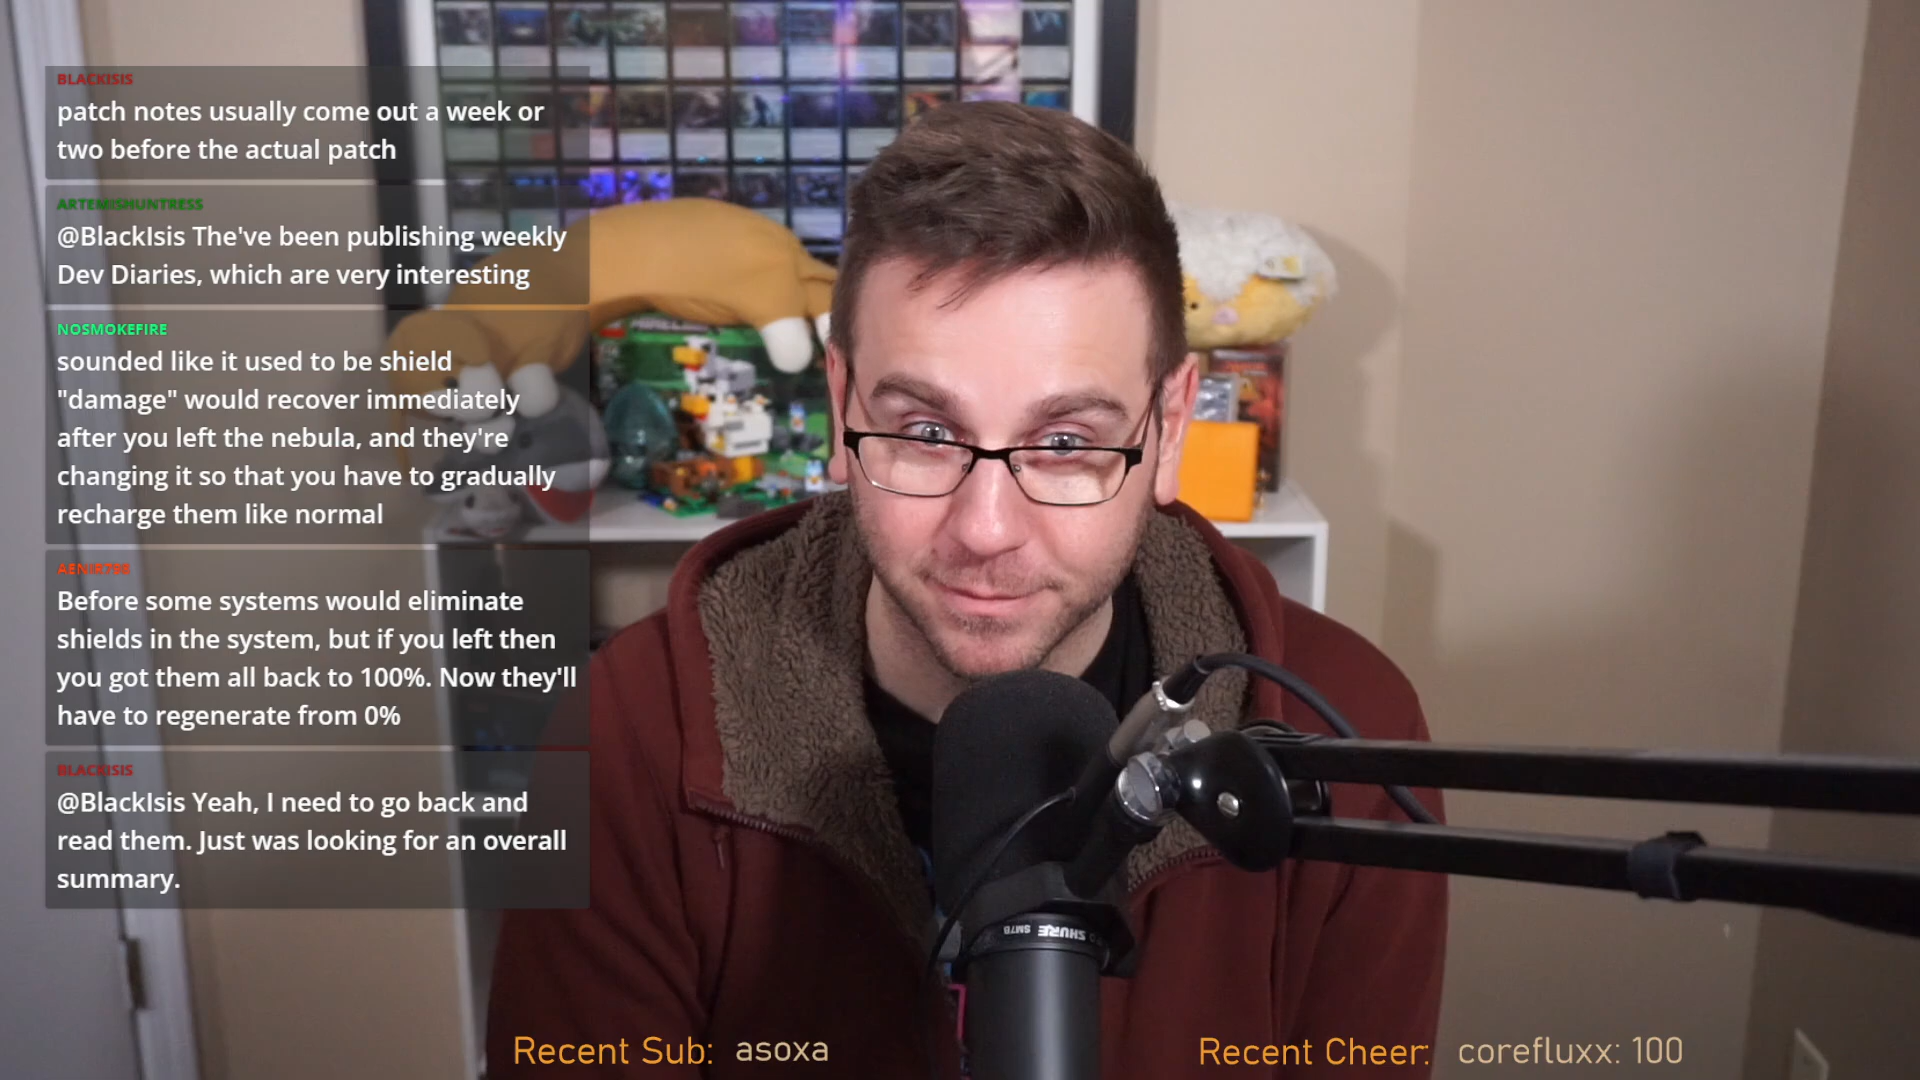 BLACKISIS
patch notes usually come out a week or
two before the actual patch
ARTEMISHUNTRESS
@BlackIsis The've been publishing weekly
Dev Diaries, which are very interesting
NOSMOKEFIRE
sounded like it used to be shield
"damage" would recover immediately
after you left the nebula, and they're
changing it so that you have to gradually
recharge them like normal
Before some systems would eliminate
shields in the system, but if you left then
you got them all back to 100%. Now they'll
have to regenerate from 0%
BLACKISIS
@BlackIsis Yeah, I need to go back and
read them. Just was looking for an overall
summary.
MINECRAFT
SHURE SM7B
Recent Sub: asoxa
Recent Cheer: corefluxx: 100